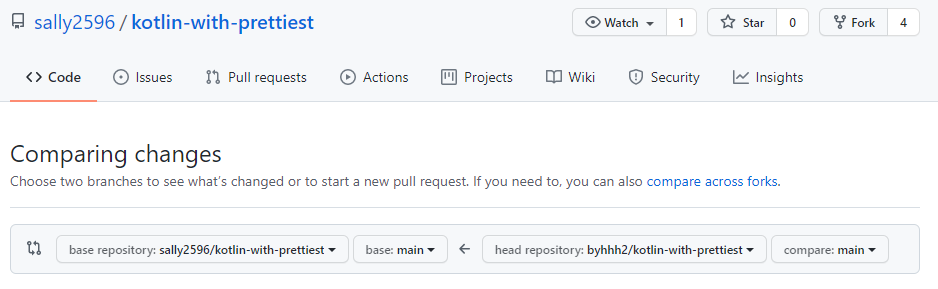 sally2596 / kotlin-with-prettiest Watch 1 Star 0 Fork 4
Code Issues Pull requests Actions Projects Wiki Security Insights
Comparing changes
Choose two branches to see what's changed or to start a new pull request. If you need to, you can also compare across forks.
base repository: sally2596/kotlin-with-prettiest base: main head repository: byhhh2/kotlin-with-prettiest compare: main